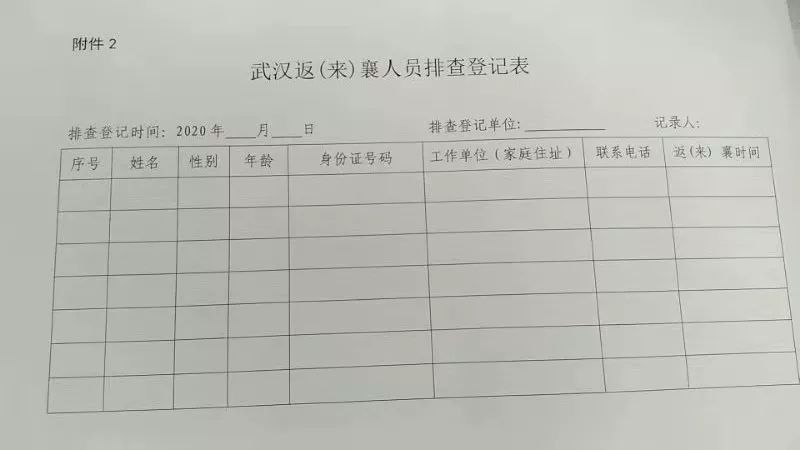 附件 2
武汉返(来)襄人员排查登记表
排查登记时间: 2020 年____月____日 排查登记单位:__________ 记录人:
序号 姓名 性别 年龄 身份证号码 工作单位(家庭住址) 联系电话 返(来) 襄时间